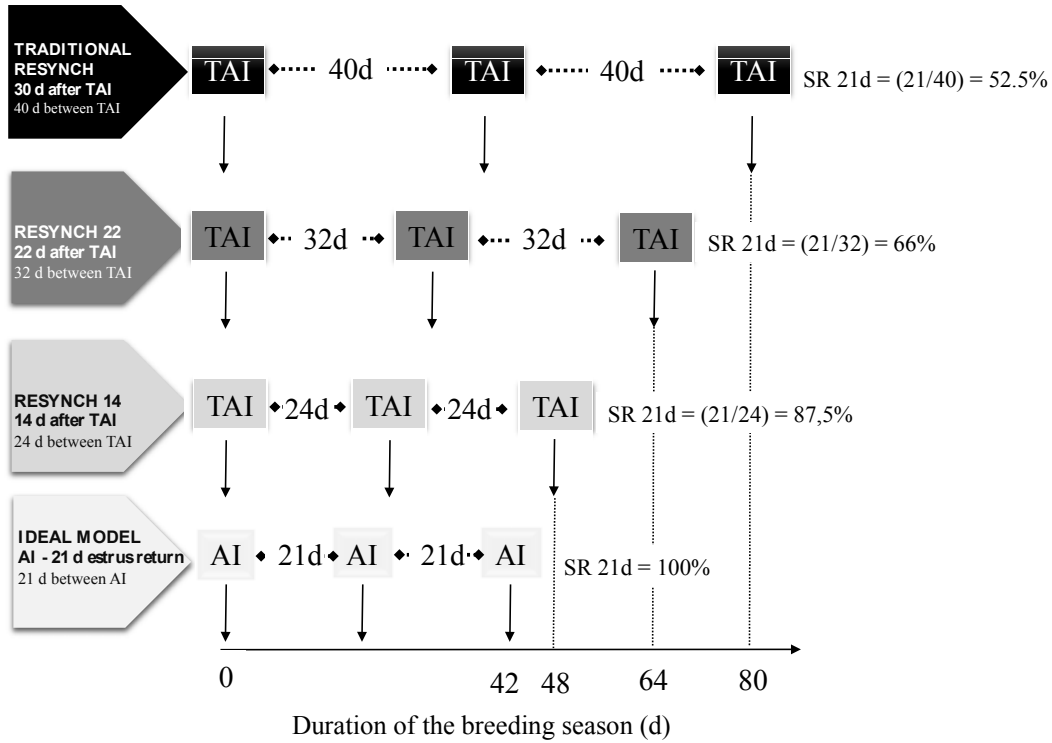 TRADITIONAL
RESYNCH
30 d after TAI
40 d between TAI
TAI
40d
TAI
40d
TAI
SR 21d = (21/40) = 52.5%
RESYNCH 22
22 d after TAI
32 d between TAI
TAI
32d
TAI
32d
TAI
SR 21d = (21/32) = 66%
RESYNCH 14
14 d after TAI
24 d between TAI
TAI
24d
TAI
24d
TAI
SR 21d = (21/24) = 87,5%
IDEAL MODEL
AI - 21 d estrus return
21 d between AI
AI
21d
AI
21d
AI
SR 21d = 100%
0
42
48
64
80
Duration of the breeding season (d)